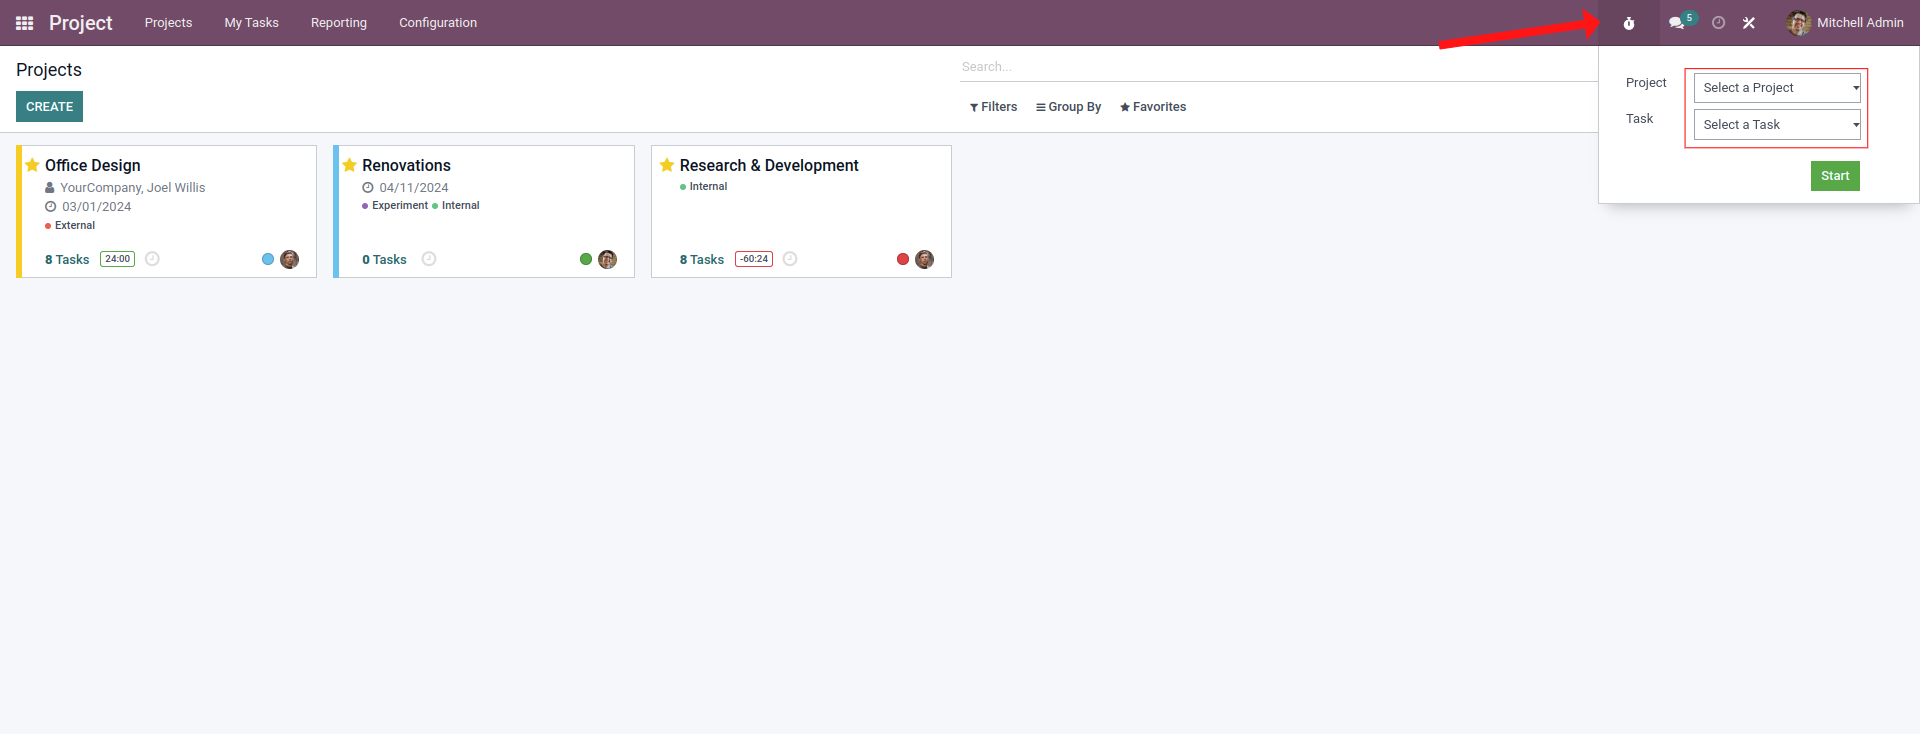 Project Projects My Tasks Reporting Configuration 5 Mitchell Admin
Projects
Search...
CREATE
Filters Group By Favorites
Project Select a Project
Task Select a Task
Start
Office Design
YourCompany, Joel Willis
03/01/2024
External
8 Tasks 24:00
Renovations
04/11/2024
Experiment Internal
0 Tasks
Research & Development
Internal
8 Tasks -60:24